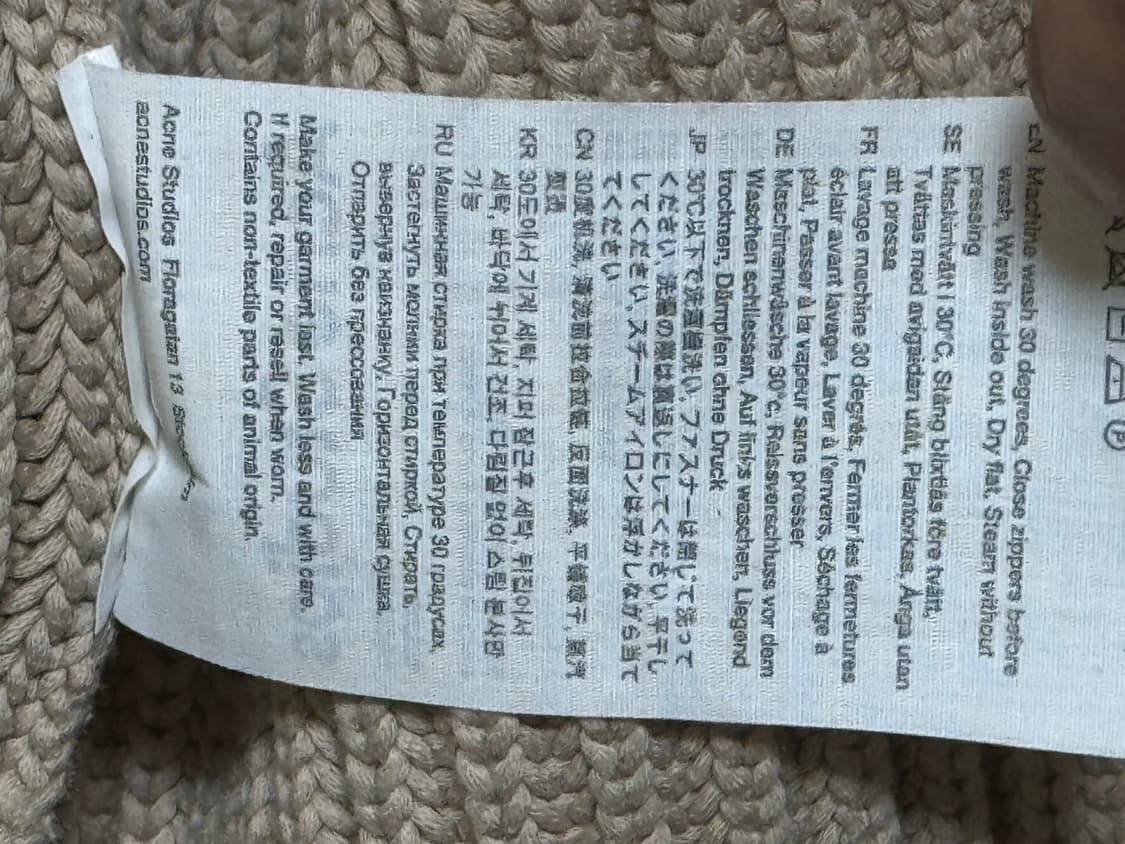 EN Machine wash 30 degrees, Close zippers before
wash, Wash inside out, Dry flat, Steam without
pressing
SE Maskintvätt i 30°C, Stäng blixtlås före tvätt,
Tvättas med avigsidan utåt, Plantorkas, Ånga utan
att pressa
FR Lavage machine 30 degrés, Fermer les fermetures
éclair avant lavage, Laver à l'envers, Séchage à
plat, Passer à la vapeur sans presser
DE Maschinenwäsche 30°c, Reissverschluss vor dem
Waschen schliessen, Auf links waschen, Liegend
trocknen, Dämpfen ohne Druck
JP 30℃以下で洗濯機洗い, ファスナーは閉じて洗って
ください, 洗濯の際は裏返しにしてください, 平干し
してください, スチームアイロンは浮かしながら当て
てください
CN 30度机洗, 清洗前拉合拉链, 反面洗涤, 平铺晾干, 蒸汽
KR 30도에서 기계 세탁, 지퍼 잠근후 세탁, 뒤집어서
세탁, 바닥에 뉘어서 건조, 다림질 없이 스팀 분사만
가능
RU Машинная стирка при температуре 30 градусах,
Застегнуть молнии перед стиркой, Стирать,
вывернув наизнанку, Горизонтальная сушка,
Отпарить без прессования
Make your garment last. Wash less and with care.
If required, repair or resell when worn.
Contains non-textile parts of animal origin.
Acne Studios Floragatan 13
acnestudios.com
P